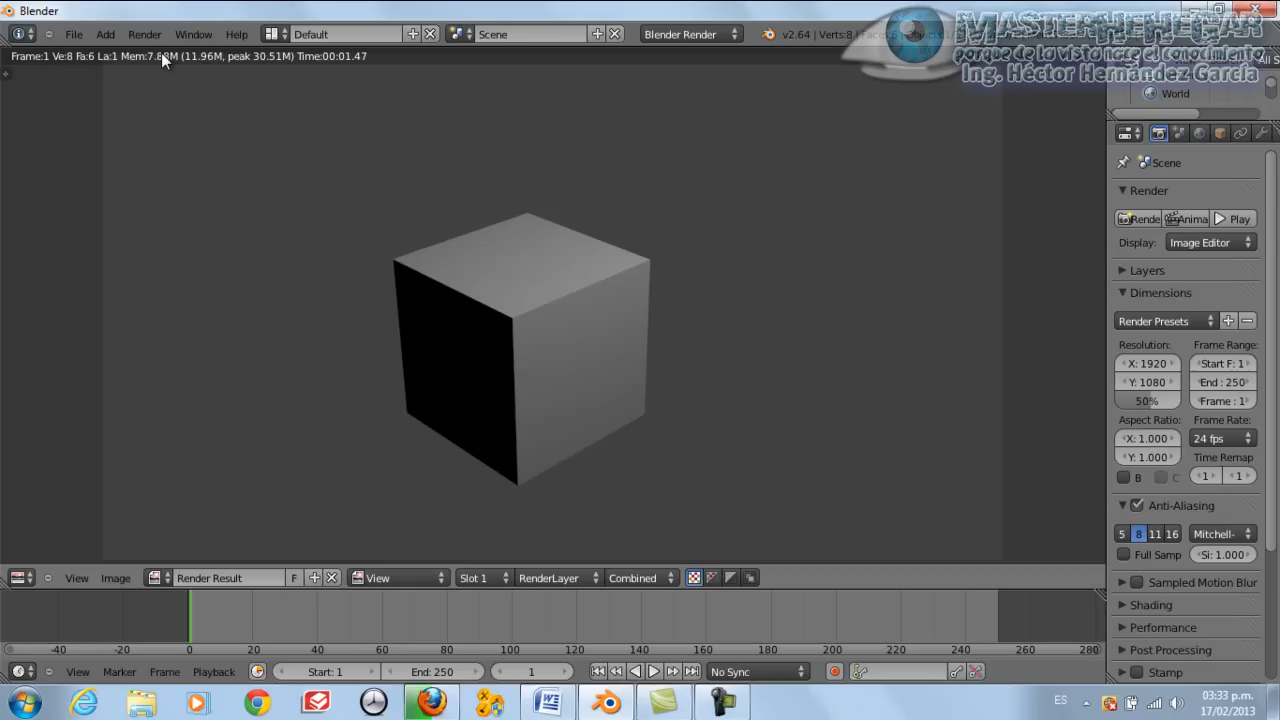 Blender
File Add Render Window Help Default Scene Blender Render v2.64 | Verts:8 |
MASTERHEHEGAR
porque de la vista nace el conocimiento
Ing. Héctor Hernández García
Frame:1 Ve:8 Fa:6 La:1 (11.96M, peak 30.51M) Time:00:01.47
All S
World
Scene
Render
Rende Anima Play
Display: Image Editor
Layers
Dimensions
Render Presets
Resolution: Frame Range:
X: 1920 Start F: 1
Y: 1080 End : 250
50% Frame : 1
Aspect Ratio: Frame Rate:
X: 1.000 24 fps
Y: 1.000 Time Remap
B C 1 1
Anti-Aliasing
5 8 11 16 Mitchell-
Full Samp Si: 1.000
View Image Render Result F View Slot 1 RenderLayer Combined
Sampled Motion Blur
Shading
Performance
Post Processing
Stamp
-40 -20 0 20 40 60 80 100 120 140 160 180 200 220 240 260 280
View Marker Frame Playback Start: 1 End: 250 1 No Sync
ES
03:33 p.m.
17/02/2013